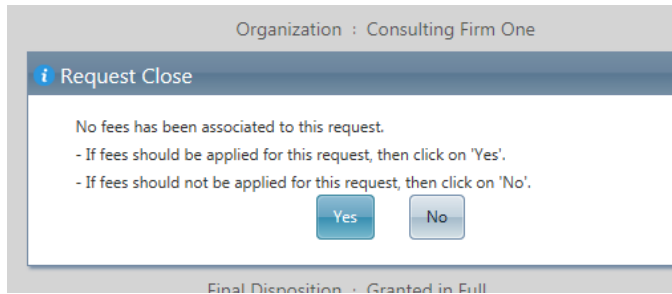 Organization : Consulting Firm One
Request Close
No fees has been associated to this request.
- If fees should be applied for this request, then click on 'Yes'.
- If fees should not be applied for this request, then click on 'No'.
Yes No
Final Disposition : Granted in Full